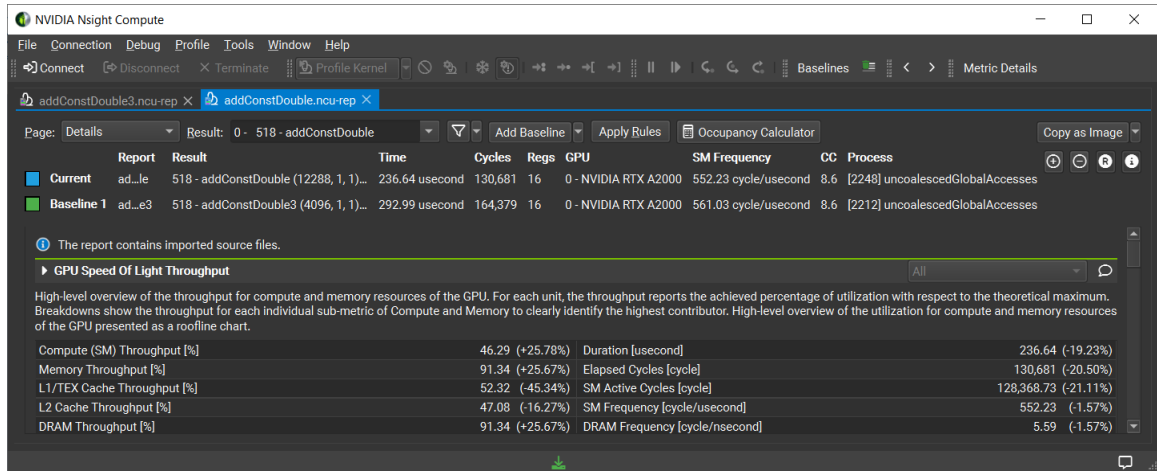 NVIDIA Nsight Compute
File Connection Debug Profile Tools Window Help
Connect Disconnect Terminate Profile Kernel Baselines Metric Details
addConstDouble3.ncu-rep addConstDouble.ncu-rep
Page: Details Result: 0 - 518 - addConstDouble Add Baseline Apply Rules Occupancy Calculator Copy as Image
Report Result Time Cycles Regs GPU SM Frequency CC Process
Current ad...le 518 - addConstDouble (12288, 1, 1)... 236.64 usecond 130,681 16 0 - NVIDIA RTX A2000 552.23 cycle/usecond 8.6 [2248] uncoalescedGlobalAccesses
Baseline 1 ad...e3 518 - addConstDouble3 (4096, 1, 1)... 292.99 usecond 164,379 16 0 - NVIDIA RTX A2000 561.03 cycle/usecond 8.6 [2212] uncoalescedGlobalAccesses
The report contains imported source files.
GPU Speed Of Light Throughput All
High-level overview of the throughput for compute and memory resources of the GPU. For each unit, the throughput reports the achieved percentage of utilization with respect to the theoretical maximum.
Breakdowns show the throughput for each individual sub-metric of Compute and Memory to clearly identify the highest contributor. High-level overview of the utilization for compute and memory resources
of the GPU presented as a roofline chart.
Compute (SM) Throughput [%] 46.29 (+25.78%) Duration [usecond] 236.64 (-19.23%)
Memory Throughput [%] 91.34 (+25.67%) Elapsed Cycles [cycle] 130,681 (-20.50%)
L1/TEX Cache Throughput [%] 52.32 (-45.34%) SM Active Cycles [cycle] 128,368.73 (-21.11%)
L2 Cache Throughput [%] 47.08 (-16.27%) SM Frequency [cycle/usecond] 552.23 (-1.57%)
DRAM Throughput [%] 91.34 (+25.67%) DRAM Frequency [cycle/nsecond] 5.59 (-1.57%)